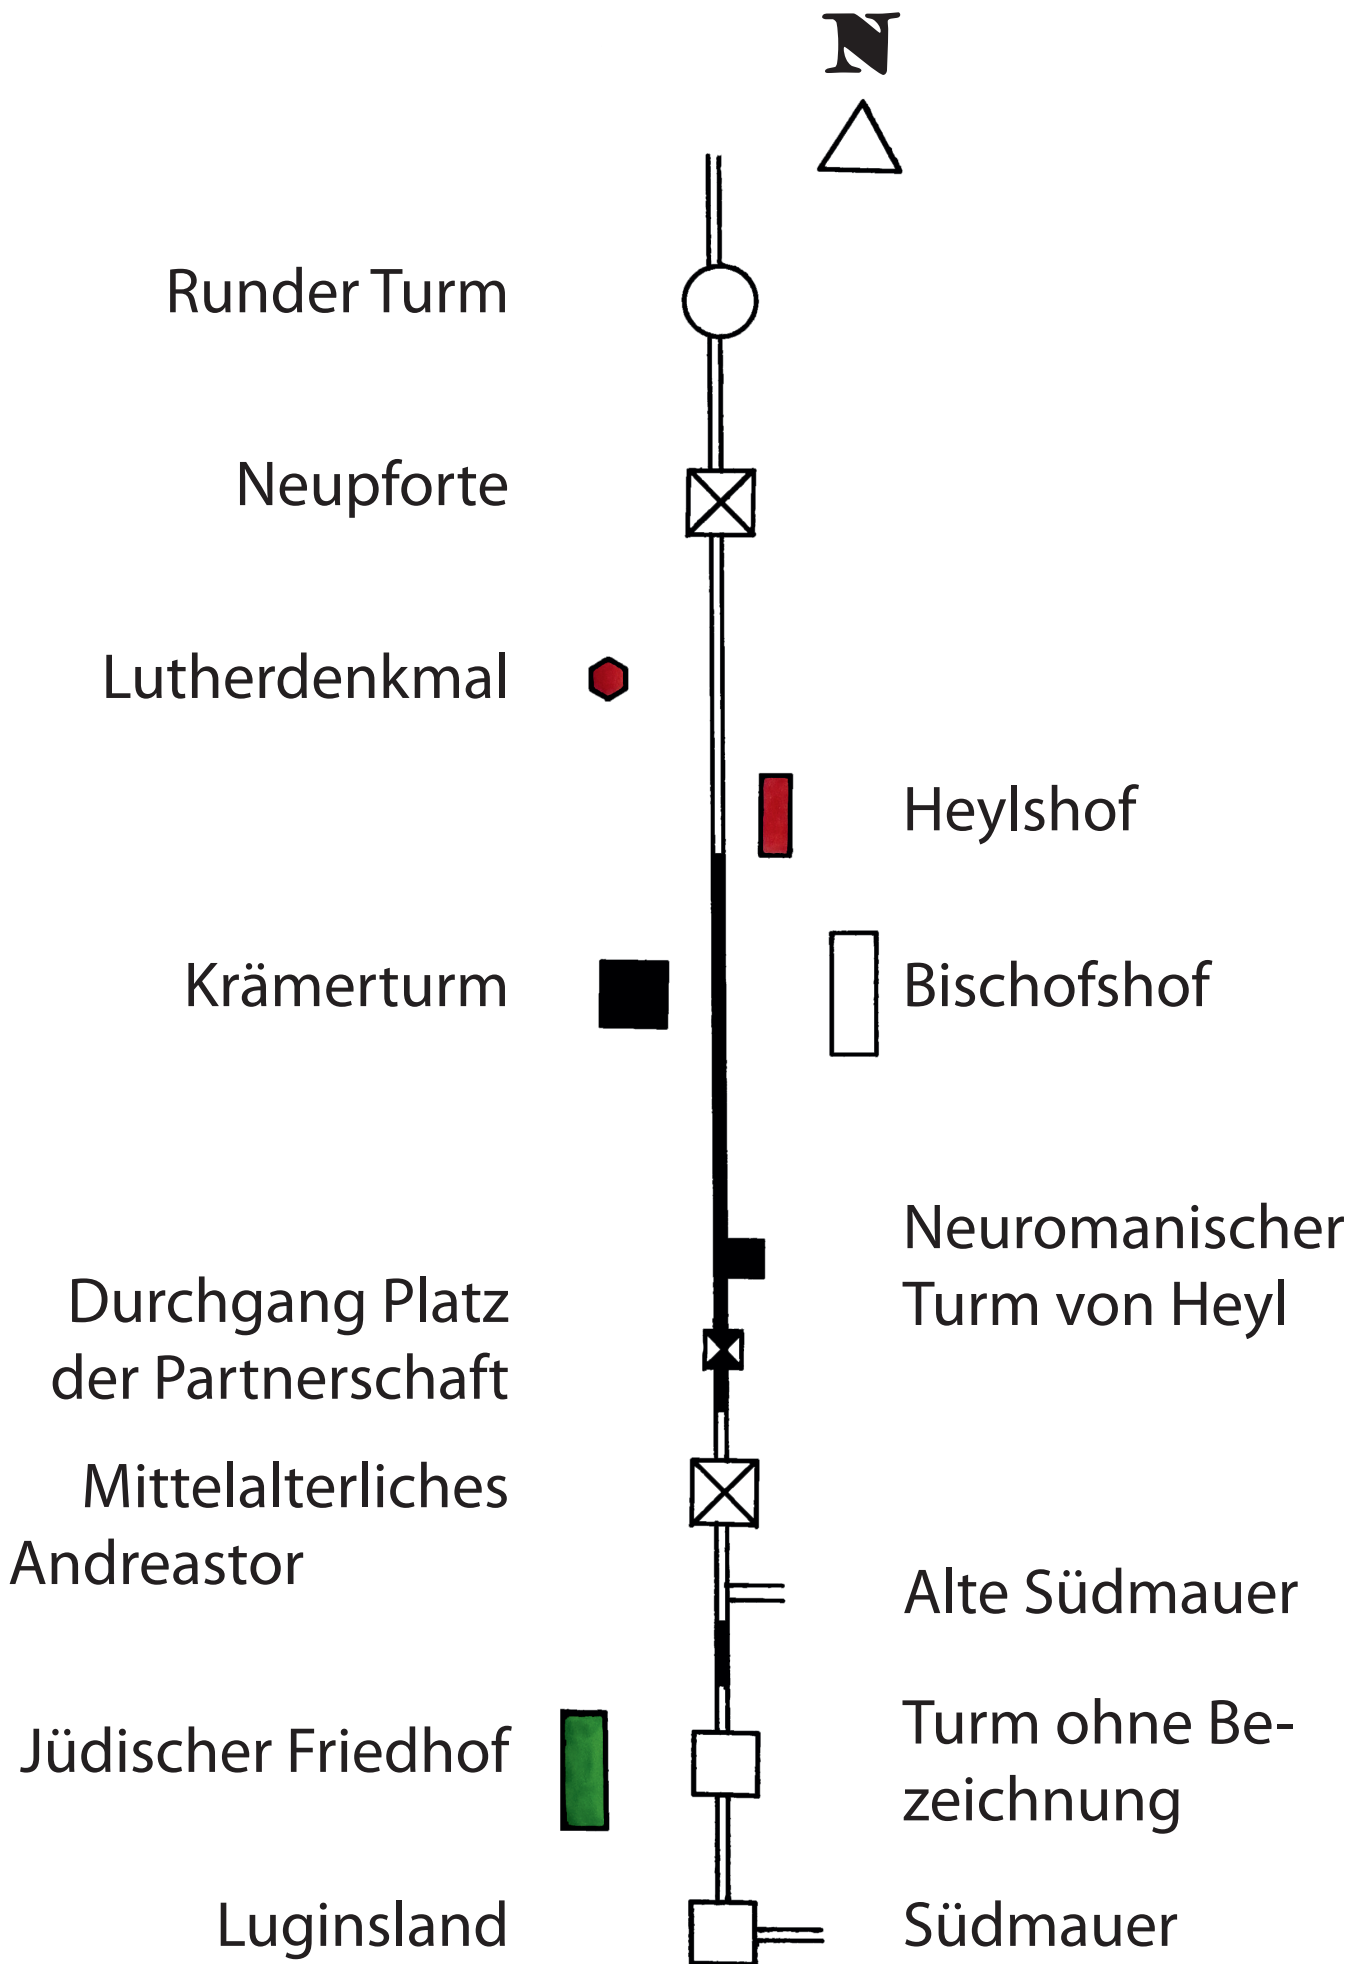 N
Runder Turm
Neupforte
Lutherdenkmal
Heylshof
Krämerturm
Bischofshof
Neuromanischer
Turm von Heyl
Durchgang Platz
der Partnerschaft
Mittelalterliches
Andreastor
Alte Südmauer
Turm ohne Be-
zeichnung
Jüdischer Friedhof
Luginsland
Südmauer